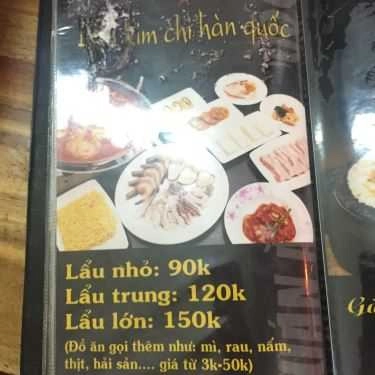 kim chi hàn quốc
Lẩu nhỏ: 90k
Lẩu trung: 120k
Lẩu lớn: 150k
(Đồ ăn gọi thêm như: mì, rau, nấm,
thịt, hải sản.... giá từ 3k-50k)